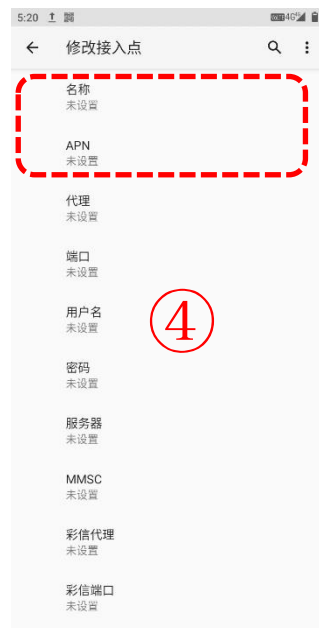 5:20
4G
修改接入点
名称
未设置
APN
未设置
代理
未设置
端口
未设置
④
用户名
未设置
密码
未设置
服务器
未设置
MMSC
未设置
彩信代理
未设置
彩信端口
未设置